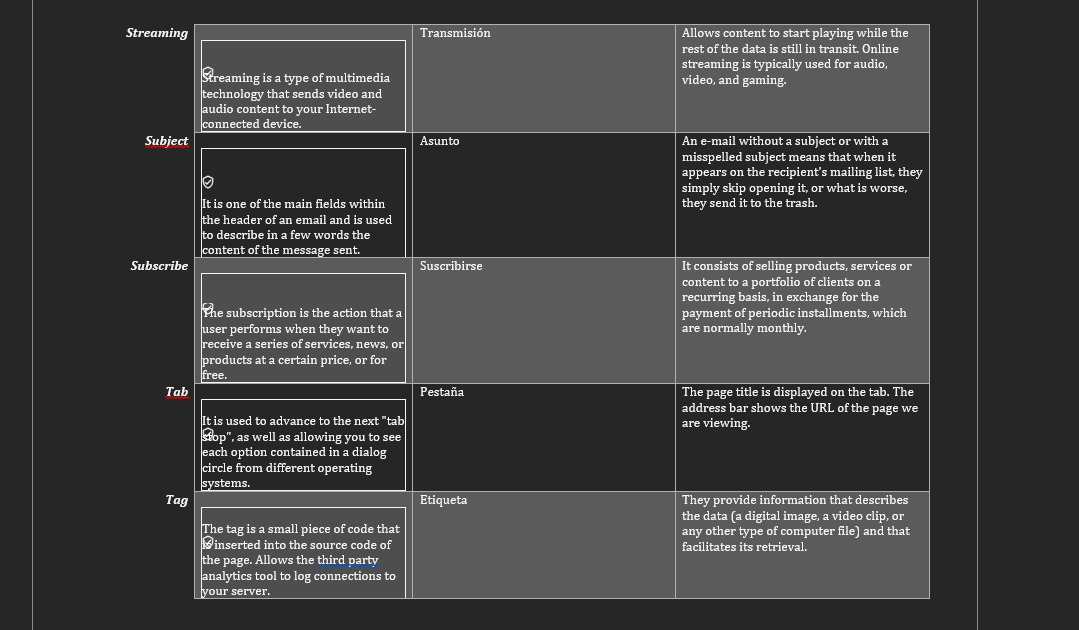 Streaming
Streaming is a type of multimedia
technology that sends video and
audio content to your Internet-
connected device.
Transmisión
Allows content to start playing while the
rest of the data is still in transit. Online
streaming is typically used for audio,
video, and gaming.
Subject
It is one of the main fields within
the header of an email and is used
to describe in a few words the
content of the message sent.
Asunto
An e-mail without a subject or with a
misspelled subject means that when it
appears on the recipient's mailing list, they
simply skip opening it, or what is worse,
they send it to the trash.
Subscribe
The subscription is the action that a
user performs when they want to
receive a series of services, news, or
products at a certain price, or for
free.
Suscribirse
It consists of selling products, services or
content to a portfolio of clients on a
recurring basis, in exchange for the
payment of periodic installments, which
are normally monthly.
Tab
It is used to advance to the next "tab
stop", as well as allowing you to see
each option contained in a dialog
circle from different operating
systems.
Pestaña
The page title is displayed on the tab. The
address bar shows the URL of the page we
are viewing.
Tag
The tag is a small piece of code that
is inserted into the source code of
the page. Allows the third party
analytics tool to log connections to
your server.
Etiqueta
They provide information that describes
the data (a digital image, a video clip, or
any other type of computer file) and that
facilitates its retrieval.